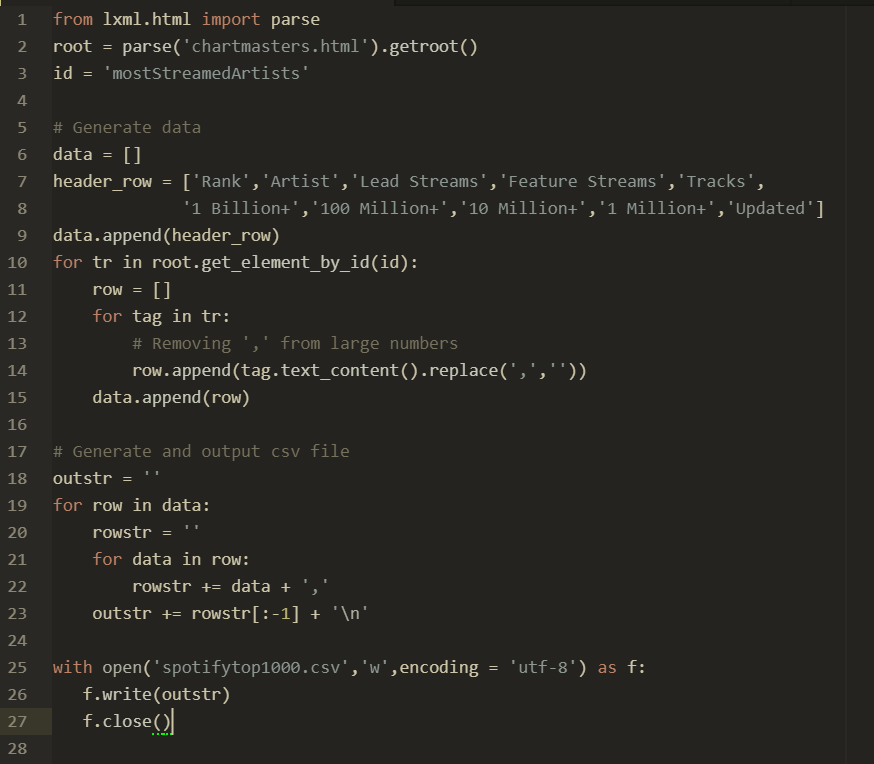 1 from lxml.html import parse
2 root = parse('chartmasters.html').getroot()
3 id = 'mostStreamedArtists'
4
5 # Generate data
6 data = []
7 header_row = ['Rank','Artist','Lead Streams','Feature Streams','Tracks',
8              '1 Billion+','100 Million+','10 Million+','1 Million+','Updated']
9 data.append(header_row)
10 for tr in root.get_element_by_id(id):
11     row = []
12     for tag in tr:
13         # Removing ',' from large numbers
14         row.append(tag.text_content().replace(',',''))
15     data.append(row)
16
17 # Generate and output csv file
18 outstr = ''
19 for row in data:
20     rowstr = ''
21     for data in row:
22         rowstr += data + ','
23     outstr += rowstr[:-1] + '\n'
24
25 with open('spotifytop1000.csv','w',encoding = 'utf-8') as f:
26    f.write(outstr)
27    f.close()
28